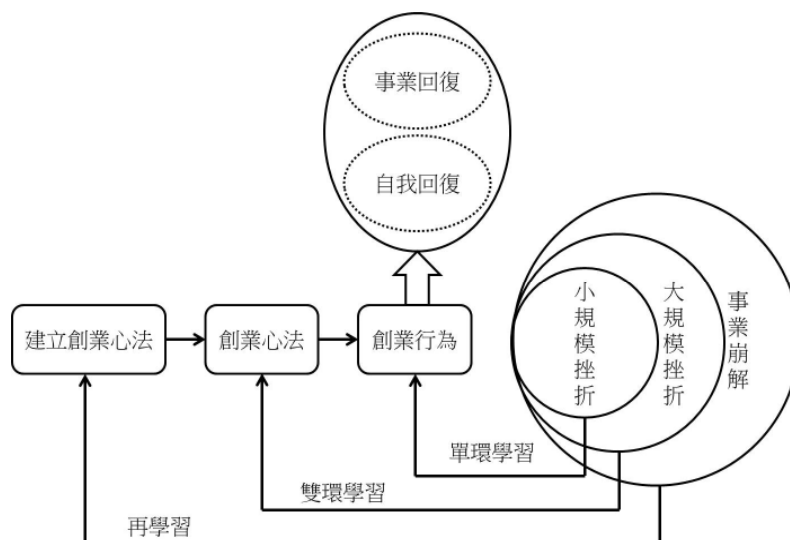 事業回復
自我回復
建立創業心法
創業心法
創業行為
小規模挫折
大規模挫折
事業崩解
單環學習
雙環學習
再學習